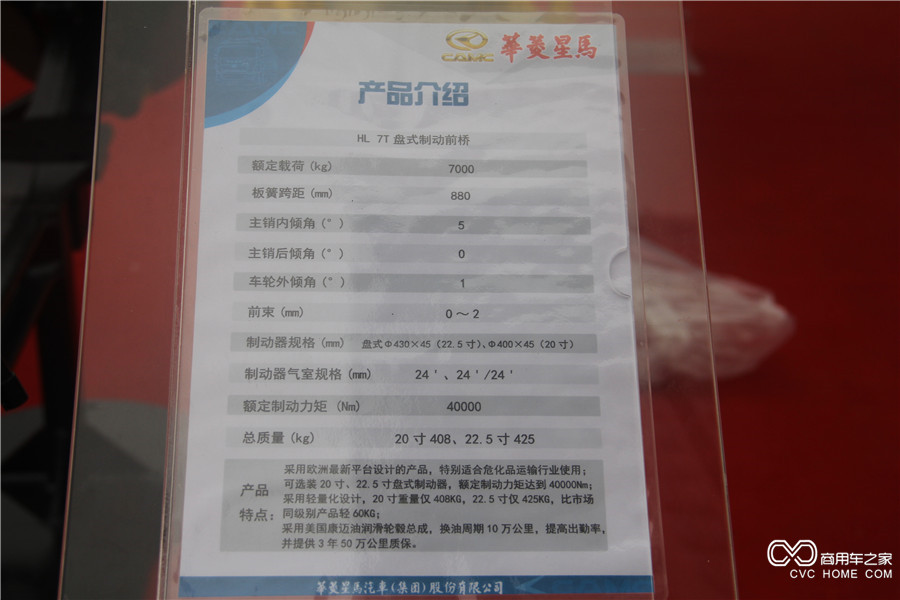 CAMC 華菱星馬
产品介绍
HL 7T 盘式制动前桥
额定载荷(kg) 7000
板簧跨距(mm) 880
主销内倾角(°) 5
主销后倾角(°) 0
车轮外倾角(°) 1
前束(mm) 0～2
制动器规格(mm) 盘式Φ430×45（22.5寸）、Φ400×45（20寸）
制动器气室规格(mm) 24＇、24＇/24＇
额定制动力矩 (Nm) 40000
总质量(kg) 20寸408、22.5寸425
产品特点：
采用欧洲最新平台设计的产品，特别适合危化品运输行业使用；
可选装20寸、22.5寸盘式制动器，额定制动力矩达到40000Nm；
采用轻量化设计，20寸重量仅408KG，22.5寸仅425KG，比市场
同级别产品轻60KG；
采用美国康迈油润滑轮毂总成，换油周期10万公里，提高出勤率，
并提供3年50万公里质保。
華菱星馬汽車(集团)股份有限公司
商用车之家
CVC HOME COM